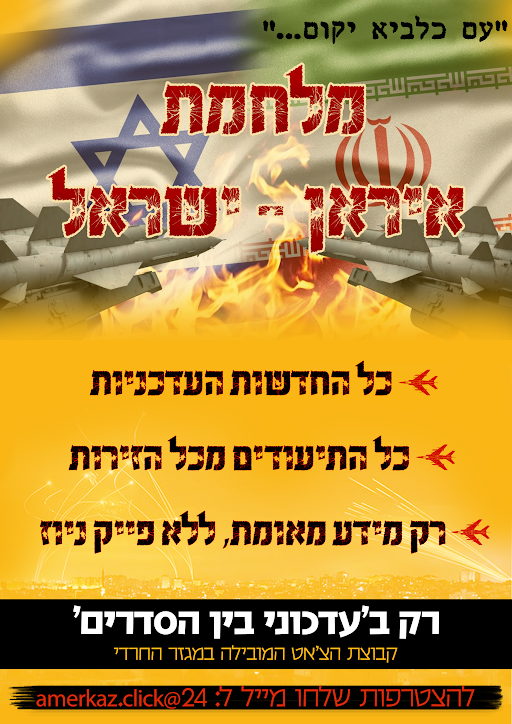 "עם כלביא יקום..."
מלחמת
איראן - ישראל
כל החדשות העדכניות
כל התיעודים מכל הזירות
רק מידע מאומת, ללא פייק ניוז
רק ב'עדכוני בין הסדרים'
קבוצת הצ'אט המובילה במגזר החרדי
להצטרפות שלחו מייל ל: amerkaz.click@24